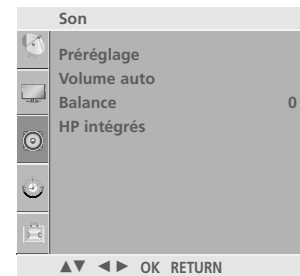 Son
Préréglage
Volume auto
Balance 0
HP intégrés
▲▼ ◄► OK RETURN